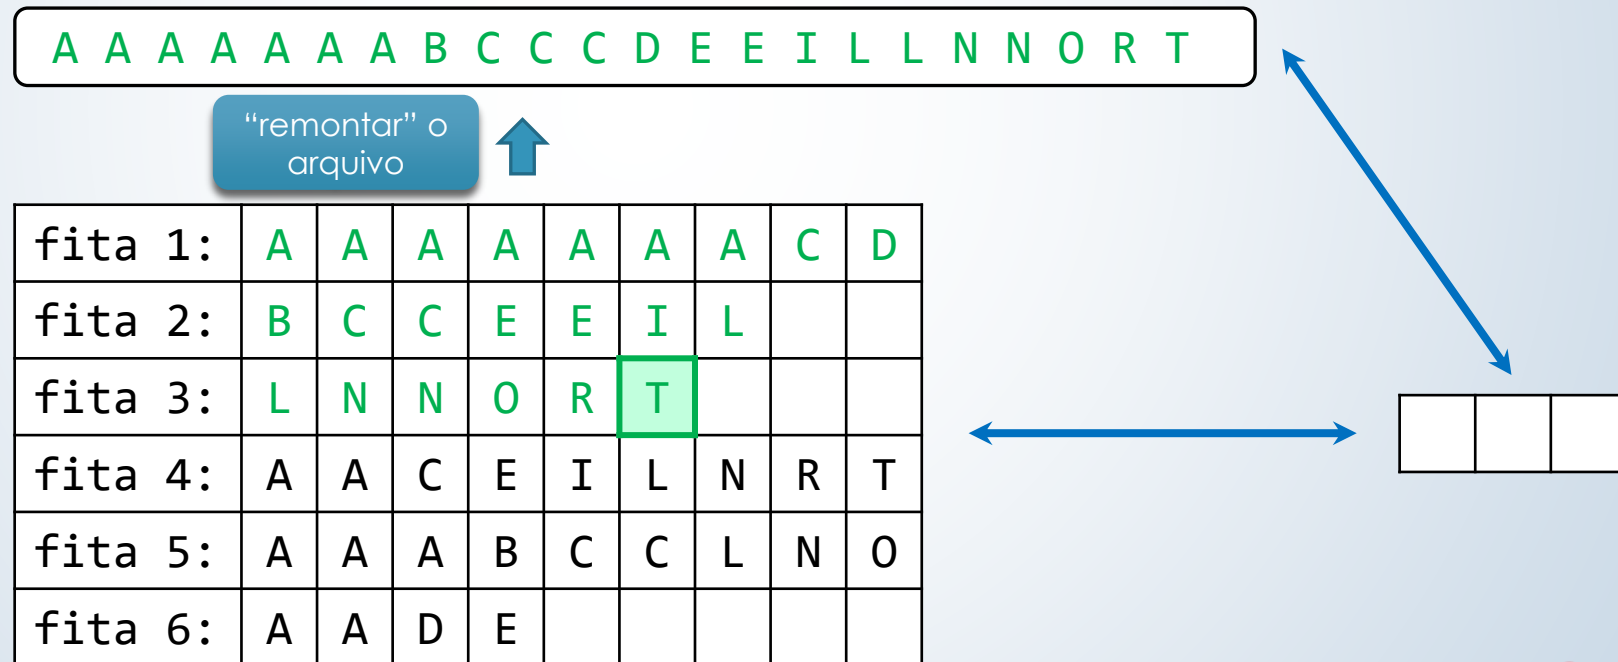 A A A A A A A B C C C D E E I L L N N O R T
“remontar” o
arquivo
fita 1: A A A A A A A C D
fita 2: B C C E E I L
fita 3: L N N O R T
fita 4: A A C E I L N R T
fita 5: A A A B C C L N O
fita 6: A A D E